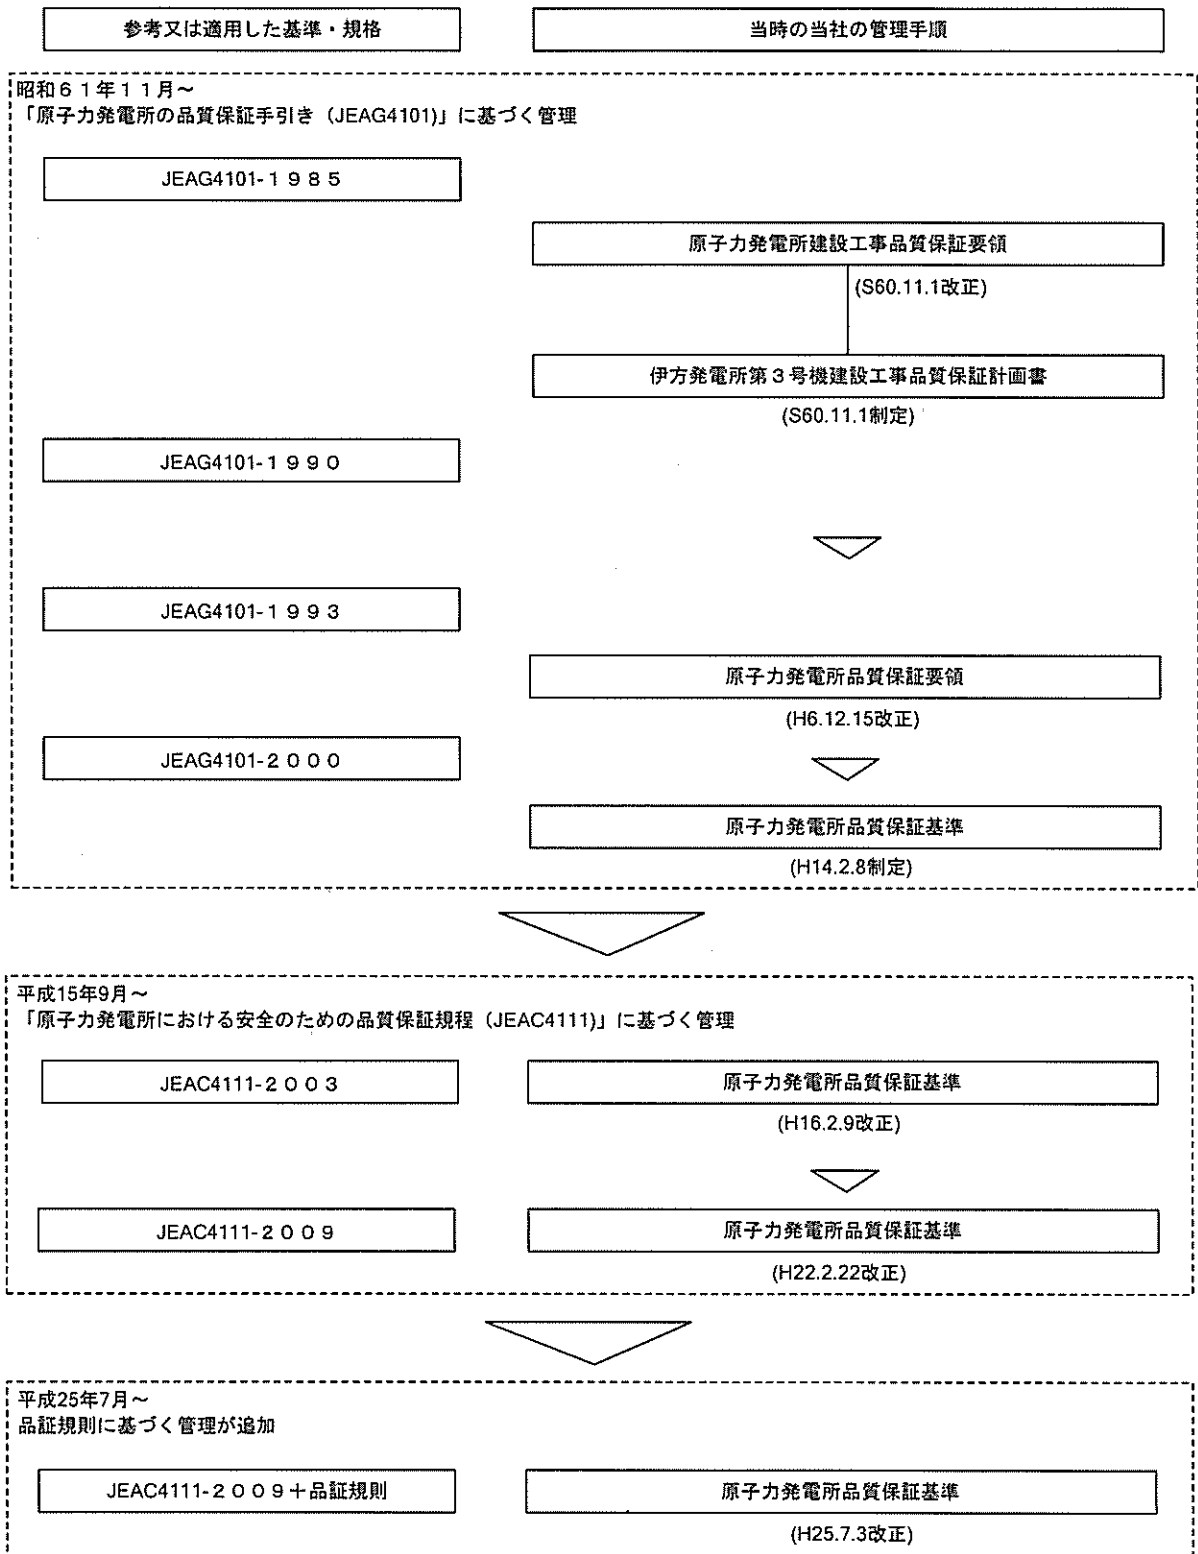 参考又は適用した基準・規格
当時の当社の管理手順
昭和６１年１１月～
「原子力発電所の品質保証手引き（JEAG4101)」に基づく管理
JEAG4101-１９８５
原子力発電所建設工事品質保証要領
(S60.11.1改正)
伊方発電所第３号機建設工事品質保証計画書
(S60.11.1制定)
JEAG4101-１９９０
JEAG4101-１９９３
原子力発電所品質保証要領
(H6.12.15改正)
JEAG4101-２０００
原子力発電所品質保証基準
(H14.2.8制定)
平成15年9月～
「原子力発電所における安全のための品質保証規程（JEAC4111)」に基づく管理
JEAC4111-２００３
原子力発電所品質保証基準
(H16.2.9改正)
JEAC4111-２００９
原子力発電所品質保証基準
(H22.2.22改正)
平成25年7月～
品証規則に基づく管理が追加
JEAC4111-２００９＋品証規則
原子力発電所品質保証基準
(H25.7.3改正)